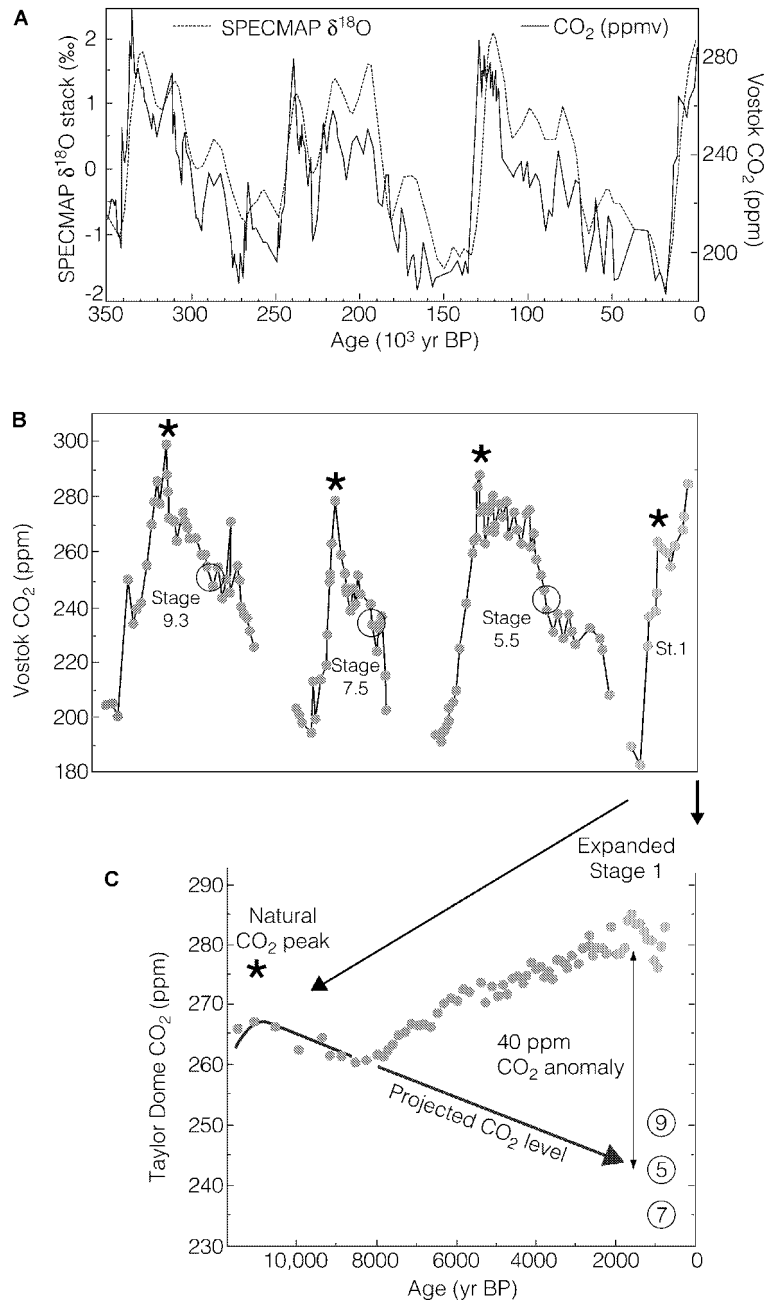 A
SPECMAP δ¹⁸O
CO₂ (ppmv)
SPECMAP δ¹⁸O stack (‰)
2
1
0
-1
-2
280
240
200
Vostok CO₂ (ppm)
350
300
250
200
150
100
50
0
Age (10³ yr BP)
B
Vostok CO₂ (ppm)
300
280
260
240
220
200
180
*
*
*
*
Stage
9.3
Stage
7.5
Stage
5.5
St.1
Expanded
Stage 1
C
Taylor Dome CO₂ (ppm)
290
280
270
260
250
240
230
Natural
CO₂ peak
*
40 ppm
CO₂ anomaly
Projected CO₂ level
9
5
7
10,000
8000
6000
4000
2000
0
Age (yr BP)